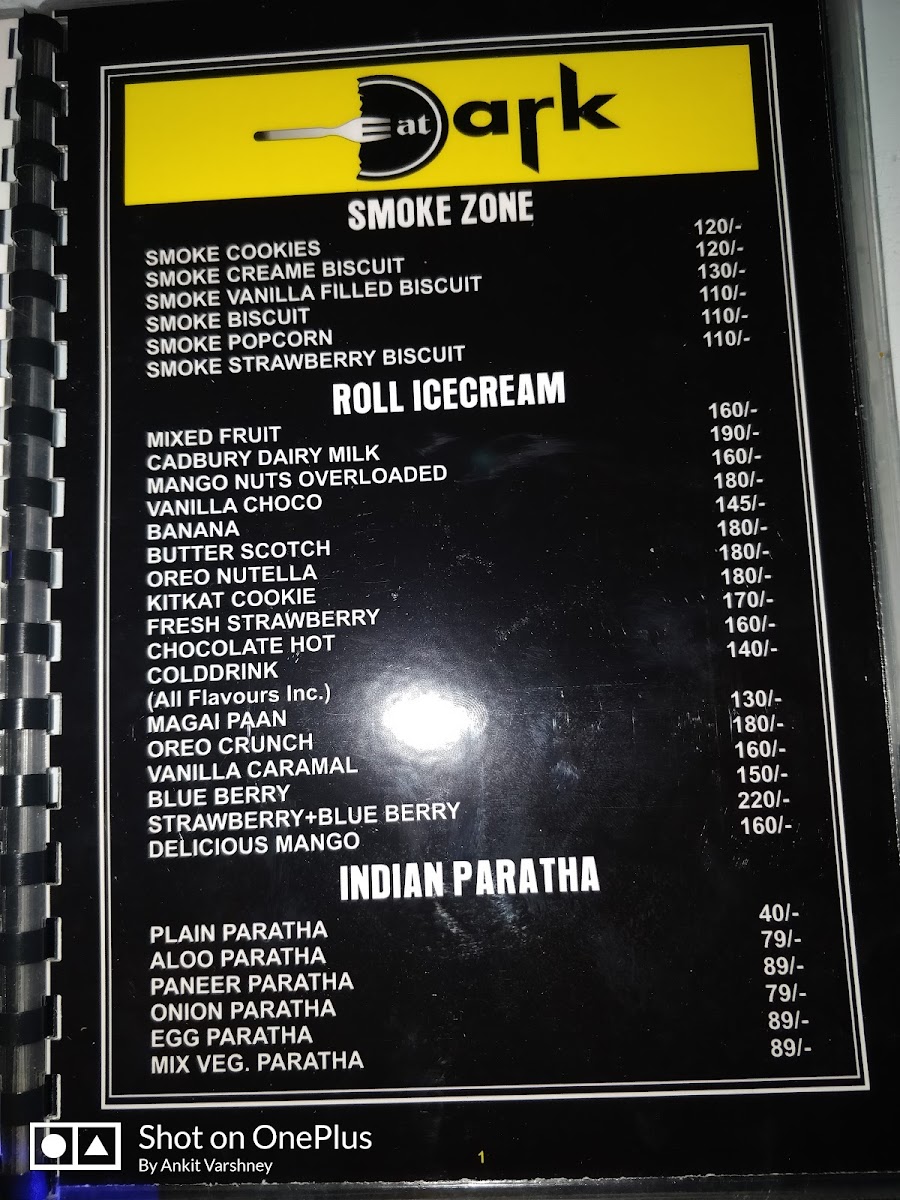 at Dark
SMOKE ZONE
SMOKE COOKIES 120/-
SMOKE CREAME BISCUIT 120/-
SMOKE VANILLA FILLED BISCUIT 130/-
SMOKE BISCUIT 110/-
SMOKE POPCORN 110/-
SMOKE STRAWBERRY BISCUIT 110/-
ROLL ICECREAM
MIXED FRUIT 160/-
CADBURY DAIRY MILK 190/-
MANGO NUTS OVERLOADED 160/-
VANILLA CHOCO 180/-
BANANA 145/-
BUTTER SCOTCH 180/-
OREO NUTELLA 180/-
KITKAT COOKIE 180/-
FRESH STRAWBERRY 170/-
CHOCOLATE HOT 160/-
COLDDRINK 140/-
(All Flavours Inc.)
MAGAI PAAN 130/-
OREO CRUNCH 180/-
VANILLA CARAMAL 160/-
BLUE BERRY 150/-
STRAWBERRY+BLUE BERRY 220/-
DELICIOUS MANGO 160/-
INDIAN PARATHA
PLAIN PARATHA 40/-
ALOO PARATHA 79/-
PANEER PARATHA 89/-
ONION PARATHA 79/-
EGG PARATHA 89/-
MIX VEG. PARATHA 89/-
Shot on OnePlus
By Ankit Varshney
1